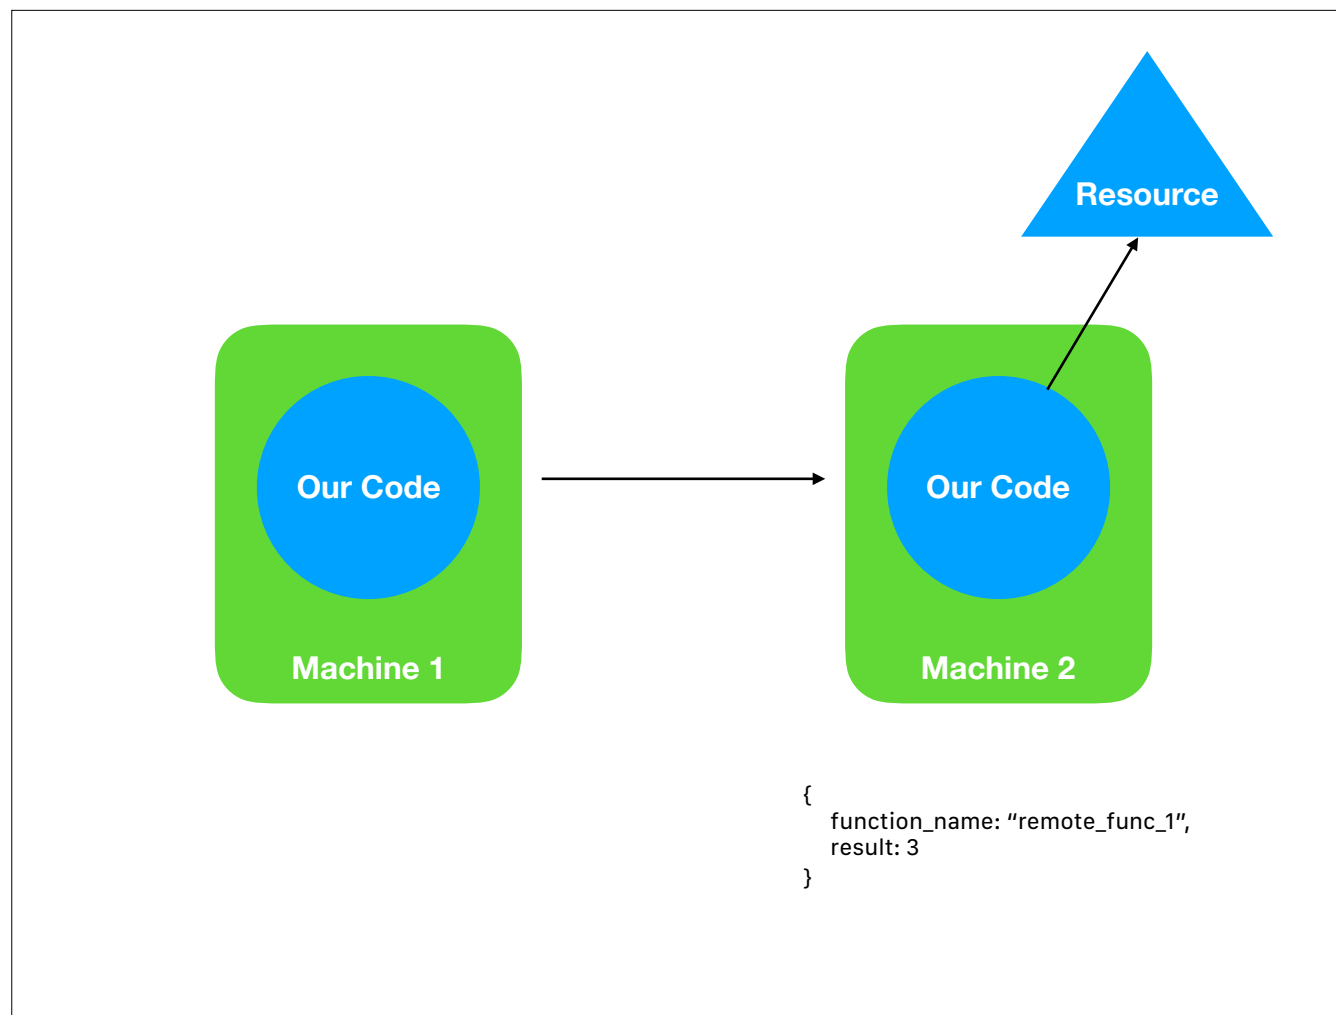 Resource
Our Code
Our Code
Machine 1
Machine 2
{
function_name: “remote_func_1”,
result: 3
}